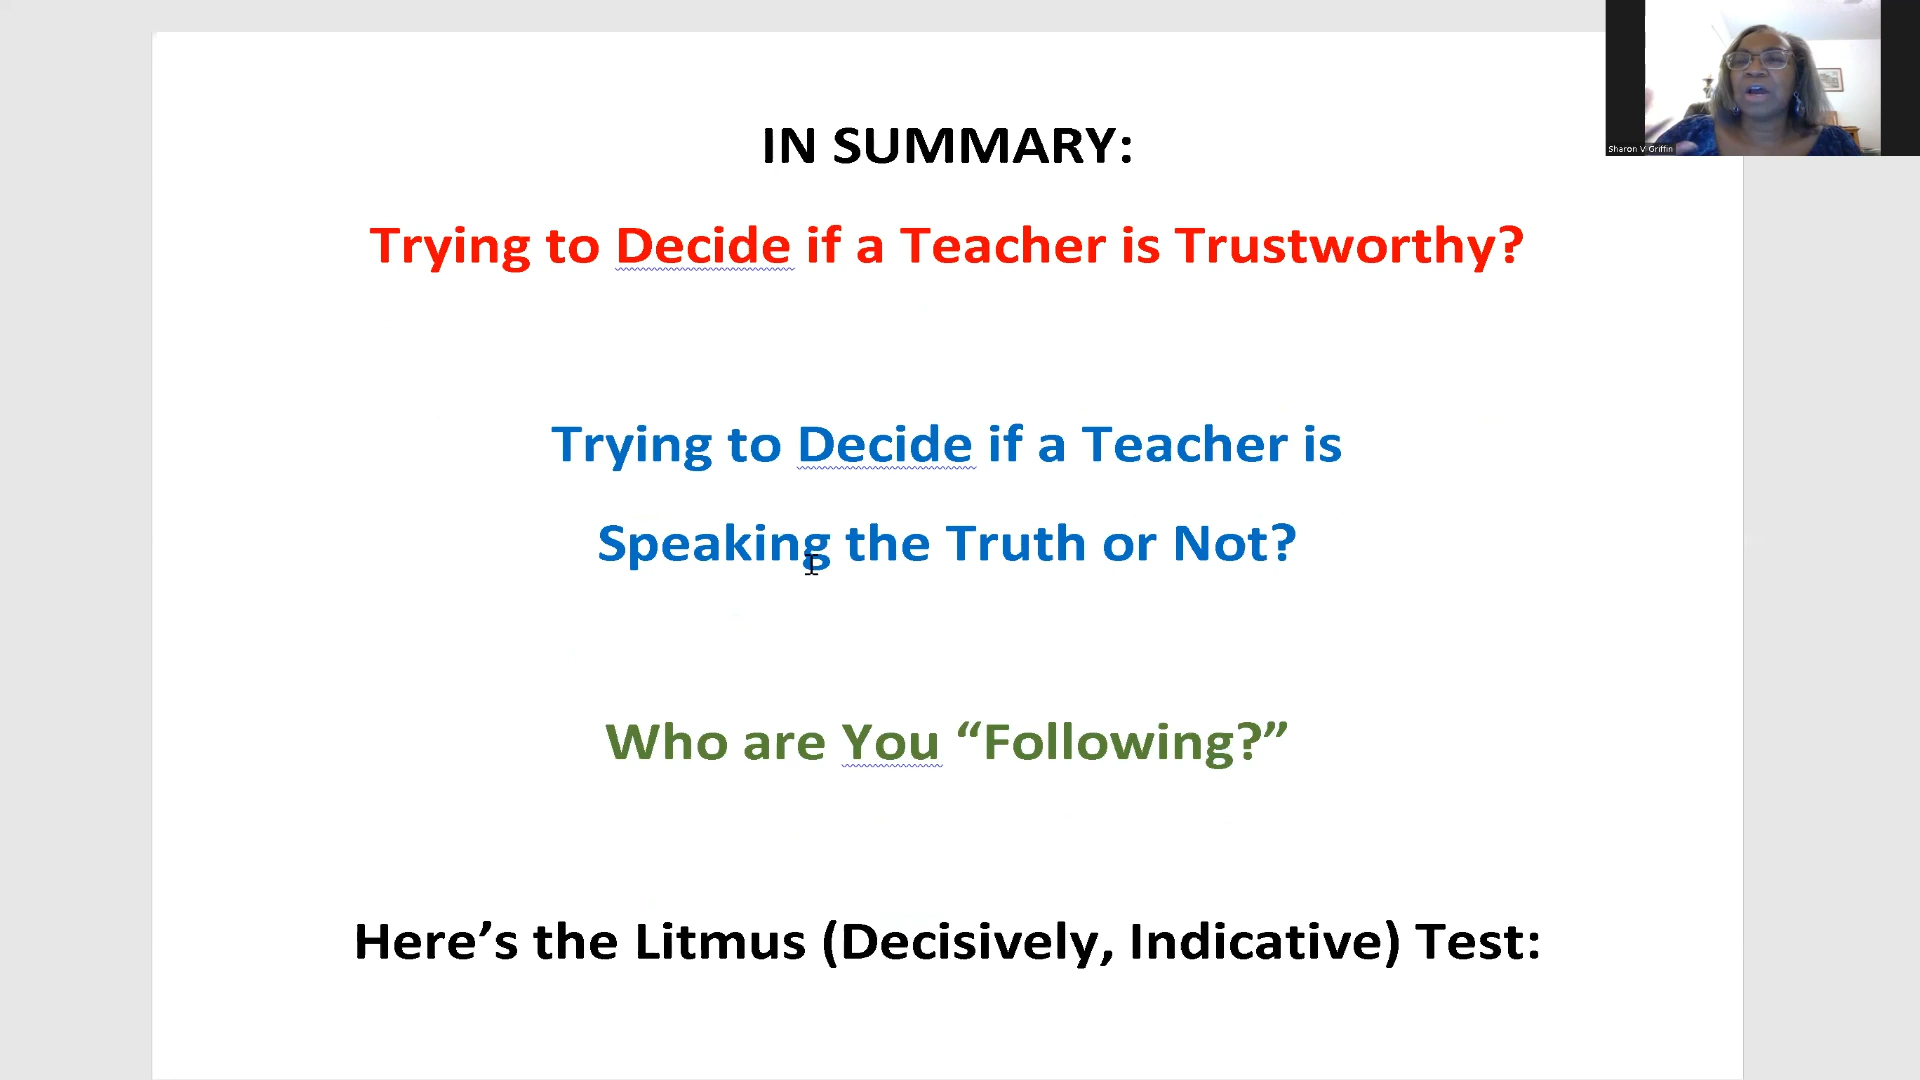 IN SUMMARY:
Trying to Decide if a Teacher is Trustworthy?
Trying to Decide if a Teacher is
Speaking the Truth or Not?
Who are You “Following?”
Here’s the Litmus (Decisively, Indicative) Test:
Sharon V Griffin